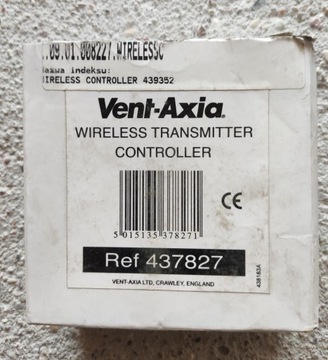 .09.01.008227.WIRELESSC
Nazwa indeksu:
WIRELESS CONTROLLER 439352
Vent-Axia®
WIRELESS TRANSMITTER
CONTROLLER
5 015135 378271
CE
Ref 437827
VENT-AXIA LTD, CRAWLEY, ENGLAND
438163A